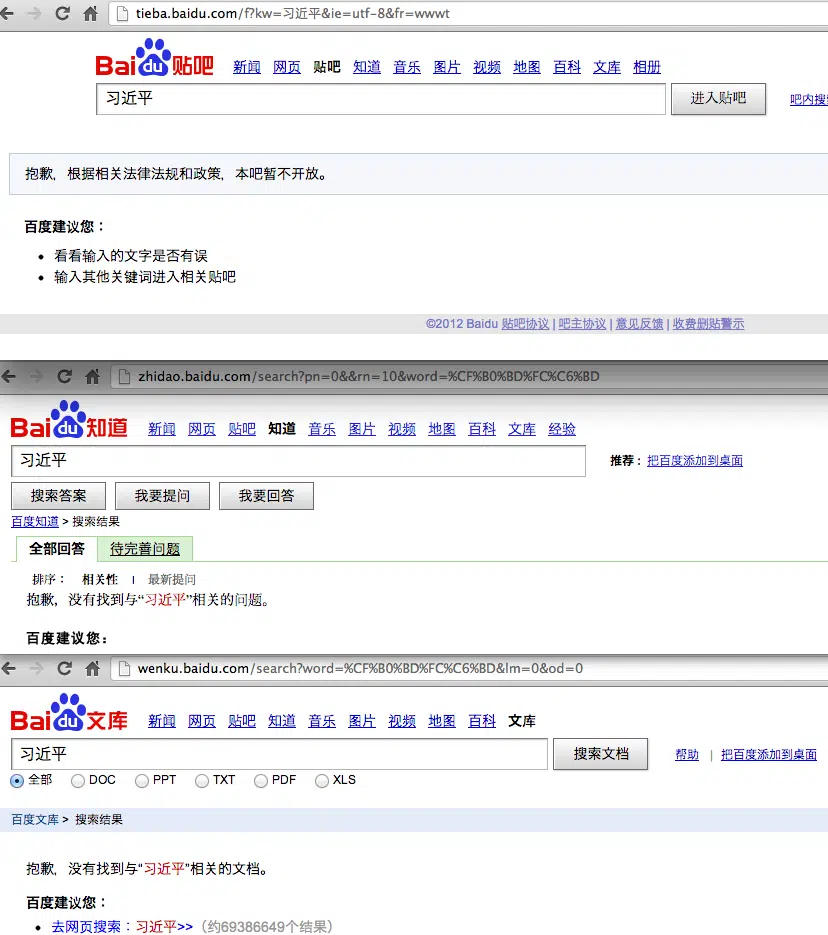 tieba.baidu.com/f?kw=习近平&ie=utf-8&fr=wwwt
Bai du 贴吧 新闻 网页 贴吧 知道 音乐 图片 视频 地图 百科 文库 相册
习近平 进入贴吧 吧内搜
抱歉，根据相关法律法规和政策，本吧暂不开放。
百度建议您：
• 看看输入的文字是否有误
• 输入其他关键词进入相关贴吧
©2012 Baidu 贴吧协议 | 吧主协议 | 意见反馈 | 收费删贴警示
zhidao.baidu.com/search?pn=0&&rn=10&word=%CF%B0%BD%FC%C6%BD
Bai du 知道 新闻 网页 贴吧 知道 音乐 图片 视频 地图 百科 文库 经验
习近平 推荐：把百度添加到桌面
搜索答案 我要提问 我要回答
百度知道 > 搜索结果
全部回答 待完善问题
排序： 相关性 | 最新提问
抱歉，没有找到与“习近平”相关的问题。
百度建议您：
wenku.baidu.com/search?word=%CF%B0%BD%FC%C6%BD&lm=0&od=0
Bai du 文库 新闻 网页 贴吧 知道 音乐 图片 视频 地图 百科 文库
习近平 搜索文档 帮助 | 把百度添加到桌面
全部 DOC PPT TXT PDF XLS
百度文库 > 搜索结果
抱歉，没有找到与“习近平”相关的文档。
百度建议您：
• 去网页搜索：习近平>>（约69386649个结果）